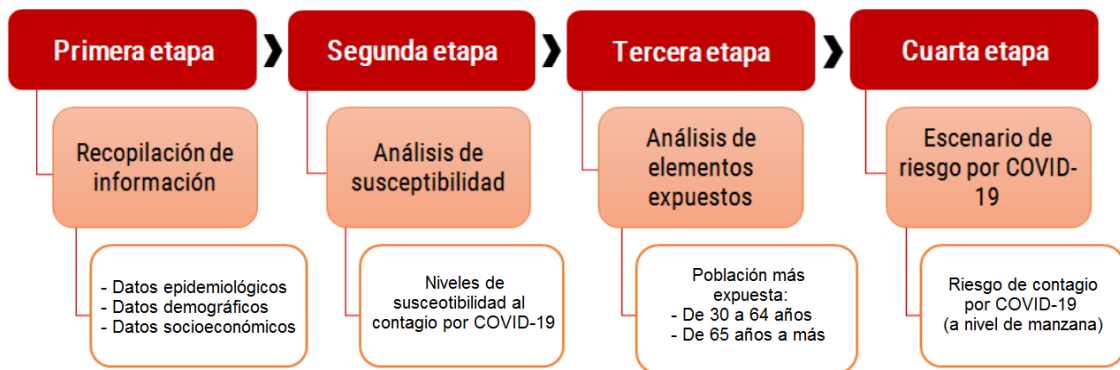 Primera etapa
Segunda etapa
Tercera etapa
Cuarta etapa
Recopilación de
información
Análisis de
susceptibilidad
Análisis de
elementos
expuestos
Escenario de
riesgo por COVID-
19
- Datos epidemiológicos
- Datos demográficos
- Datos socioeconómicos
Niveles de
susceotibilidad al
contagio por COVID-19
Población más
expuesta:
- De 30 a 64 años
- De 65 años a más
Riesgo de contagio
por COVID-19
(a nivel de manzana)